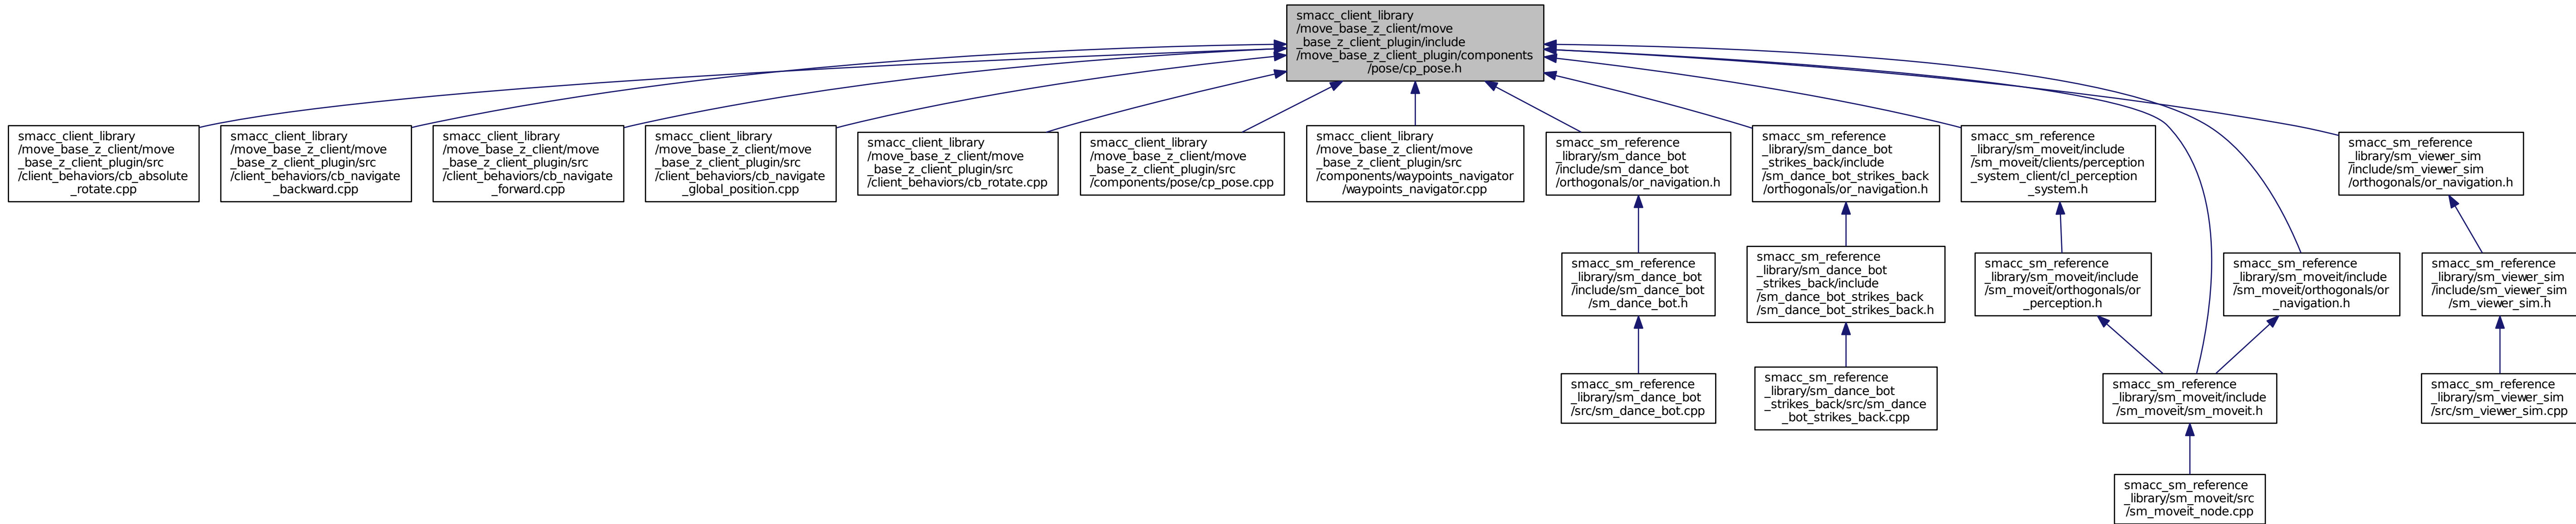 smacc_client_library
/move_base_z_client/move
_base_z_client_plugin/include
/move_base_z_client_plugin/components
/pose/cp_pose.h
smacc_client_library
/move_base_z_client/move
_base_z_client_plugin/src
/client_behaviors/cb_absolute
_rotate.cpp
smacc_client_library
/move_base_z_client/move
_base_z_client_plugin/src
/client_behaviors/cb_navigate
_backward.cpp
smacc_client_library
/move_base_z_client/move
_base_z_client_plugin/src
/client_behaviors/cb_navigate
_forward.cpp
smacc_client_library
/move_base_z_client/move
_base_z_client_plugin/src
/client_behaviors/cb_navigate
_global_position.cpp
smacc_client_library
/move_base_z_client/move
_base_z_client_plugin/src
/client_behaviors/cb_rotate.cpp
smacc_client_library
/move_base_z_client/move
_base_z_client_plugin/src
/components/pose/cp_pose.cpp
smacc_client_library
/move_base_z_client/move
_base_z_client_plugin/src
/components/waypoints_navigator
/waypoints_navigator.cpp
smacc_sm_reference
_library/sm_dance_bot
/include/sm_dance_bot
/orthogonals/or_navigation.h
smacc_sm_reference
_library/sm_dance_bot
_strikes_back/include
/sm_dance_bot_strikes_back
/orthogonals/or_navigation.h
smacc_sm_reference
_library/sm_moveit/include
/sm_moveit/clients/perception
_system_client/cl_perception
_system.h
smacc_sm_reference
_library/sm_viewer_sim
/include/sm_viewer_sim
/orthogonals/or_navigation.h
smacc_sm_reference
_library/sm_dance_bot
/include/sm_dance_bot
/sm_dance_bot.h
smacc_sm_reference
_library/sm_dance_bot
_strikes_back/include
/sm_dance_bot_strikes_back
/sm_dance_bot_strikes_back.h
smacc_sm_reference
_library/sm_moveit/include
/sm_moveit/orthogonals/or
_perception.h
smacc_sm_reference
_library/sm_moveit/include
/sm_moveit/orthogonals/or
_navigation.h
smacc_sm_reference
_library/sm_viewer_sim
/include/sm_viewer_sim
/sm_viewer_sim.h
smacc_sm_reference
_library/sm_dance_bot
/src/sm_dance_bot.cpp
smacc_sm_reference
_library/sm_dance_bot
_strikes_back/src/sm_dance
_bot_strikes_back.cpp
smacc_sm_reference
_library/sm_moveit/include
/sm_moveit/sm_moveit.h
smacc_sm_reference
_library/sm_viewer_sim
/src/sm_viewer_sim.cpp
smacc_sm_reference
_library/sm_moveit/src
/sm_moveit_node.cpp